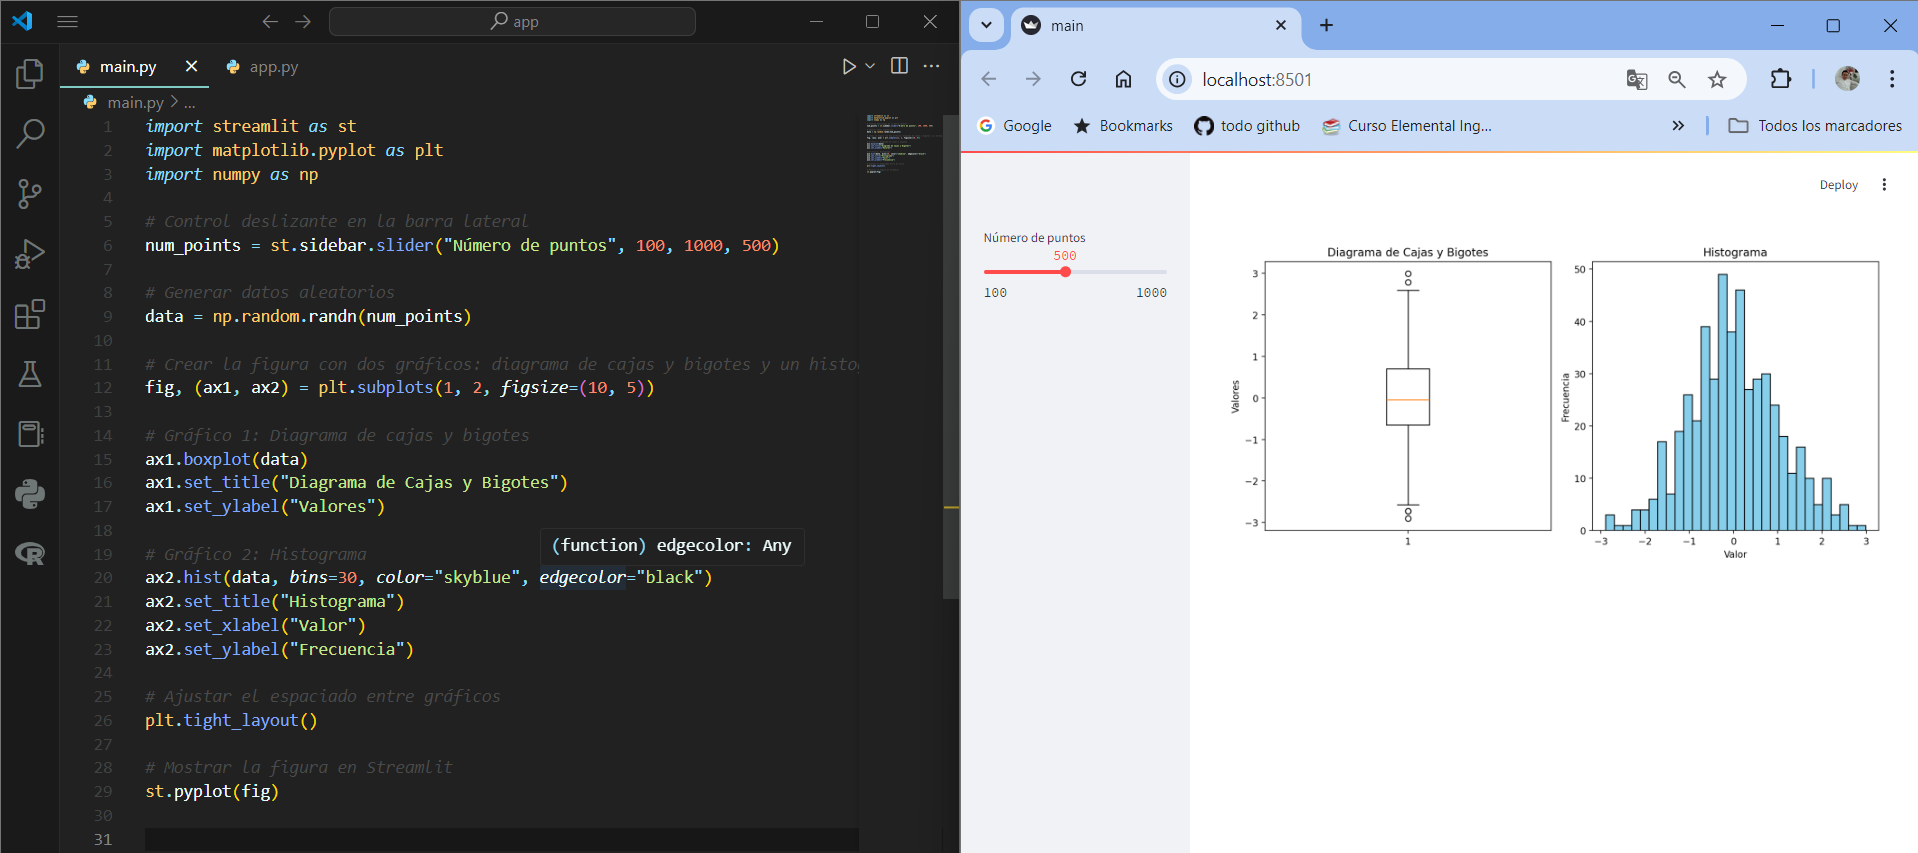 app
main.py
app.py
main.py > ...
1 import streamlit as st
2 import matplotlib.pyplot as plt
3 import numpy as np
4
5 # Control deslizante en la barra lateral
6 num_points = st.sidebar.slider("Número de puntos", 100, 1000, 500)
7
8 # Generar datos aleatorios
9 data = np.random.randn(num_points)
10
11 # Crear la figura con dos gráficos: diagrama de cajas y bigotes y un histo
12 fig, (ax1, ax2) = plt.subplots(1, 2, figsize=(10, 5))
13
14 # Gráfico 1: Diagrama de cajas y bigotes
15 ax1.boxplot(data)
16 ax1.set_title("Diagrama de Cajas y Bigotes")
17 ax1.set_ylabel("Valores")
18
(function) edgecolor: Any
19 # Gráfico 2: Histograma
20 ax2.hist(data, bins=30, color="skyblue", edgecolor="black")
21 ax2.set_title("Histograma")
22 ax2.set_xlabel("Valor")
23 ax2.set_ylabel("Frecuencia")
24
25 # Ajustar el espaciado entre gráficos
26 plt.tight_layout()
27
28 # Mostrar la figura en Streamlit
29 st.pyplot(fig)
30
31
main
localhost:8501
Google
Bookmarks
todo github
Curso Elemental Ing...
Todos los marcadores
Deploy
Número de puntos
500
100 1000
Diagrama de Cajas y Bigotes
Valores
3
2
1
0
−1
−2
−3
1
Histograma
Frecuencia
50
40
30
20
10
0
−3 −2 −1 0 1 2 3
Valor